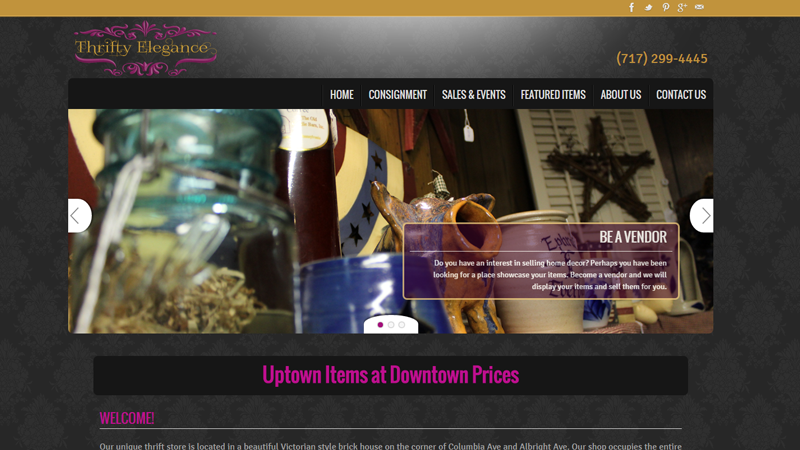 Thrifty Elegance
(717) 299-4445
HOME CONSIGNMENT SALES & EVENTS FEATURED ITEMS ABOUT US CONTACT US
BE A VENDOR
Do you have an interest in selling home decor? Perhaps you have been
looking for a place showcase your items. Become a vendor and we will
display your items and sell them for you.
Uptown Items at Downtown Prices
WELCOME!
Our unique thrift store is located in a beautiful Victorian style brick house on the corner of Columbia Ave and Albright Ave. Our shop occupies the entire